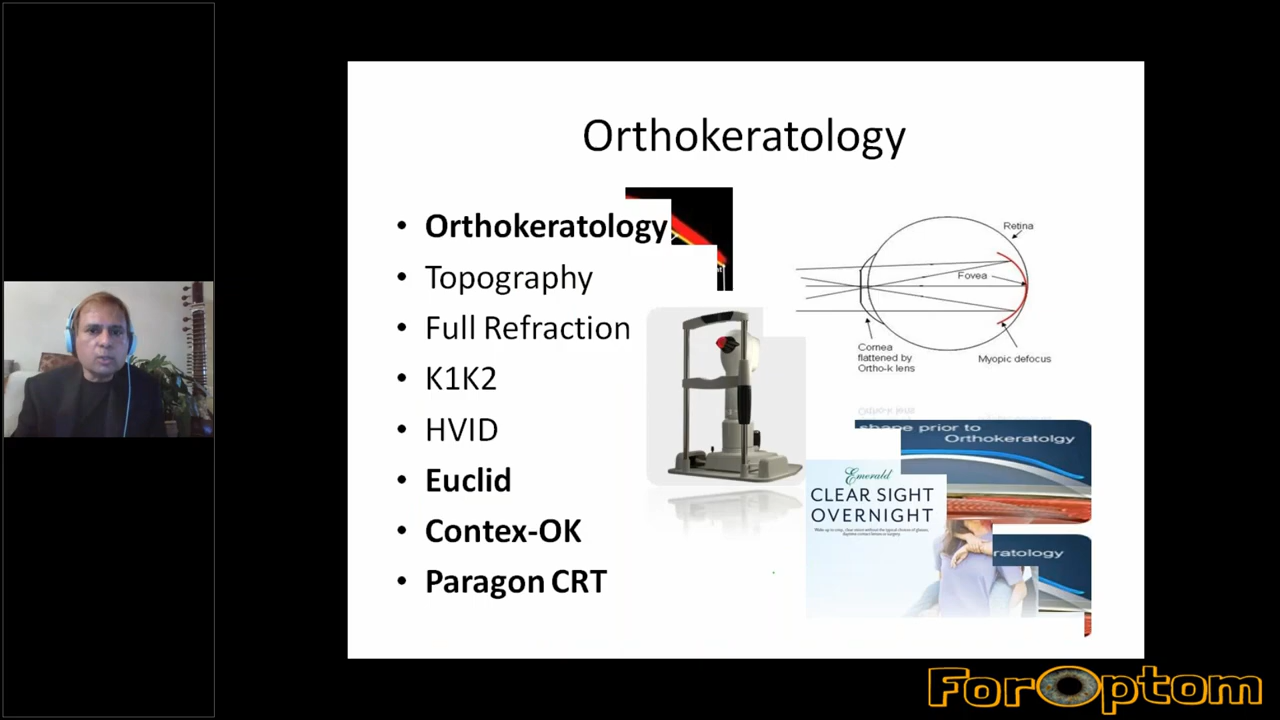 Orthokeratology
• Orthokeratology
• Topography
• Full Refraction
• K1K2
• HVID
• Euclid
• Contex-OK
• Paragon CRT
Retina
Fovea
Cornea
flattened by
Ortho-k lens
Myopic defocus
shape prior to
Orthokeratolgy
Emerald
CLEAR SIGHT
OVERNIGHT
ratology
ForOptom